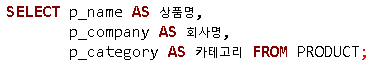 SELECT p_name AS 상품명,
p_company AS 회사명,
p_category AS 카테고리 FROM PRODUCT;